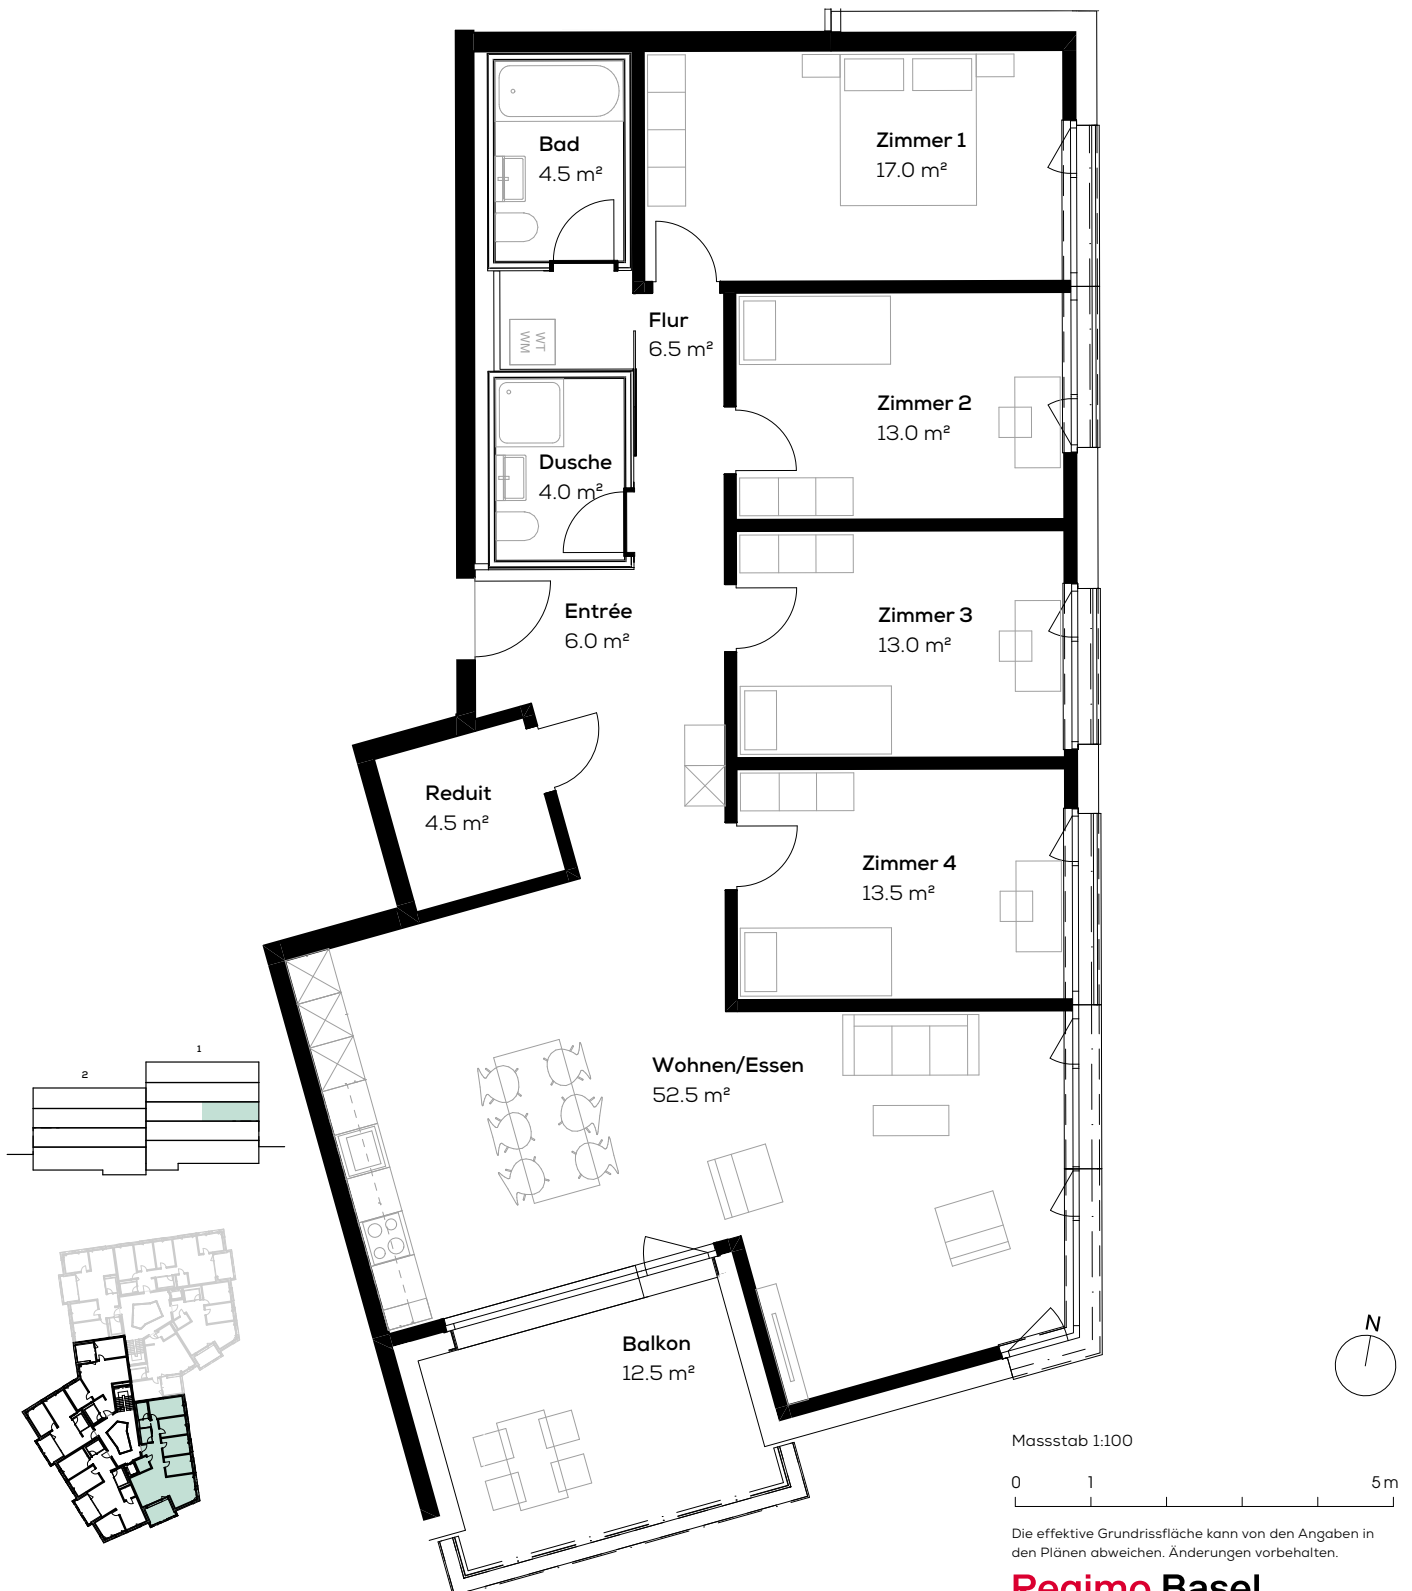 Bad
4.5 m²
Zimmer 1
17.0 m²
Flur
6.5 m²
WT
WM
Zimmer 2
13.0 m²
Dusche
4.0 m²
Entrée
6.0 m²
Zimmer 3
13.0 m²
Reduit
4.5 m²
Zimmer 4
13.5 m²
Wohnen/Essen
52.5 m²
1
2
Balkon
12.5 m²
N
Massstab 1:100
0 1 5 m
Die effektive Grundrissfläche kann von den Angaben in
den Plänen abweichen. Änderungen vorbehalten.
Regimo Basel